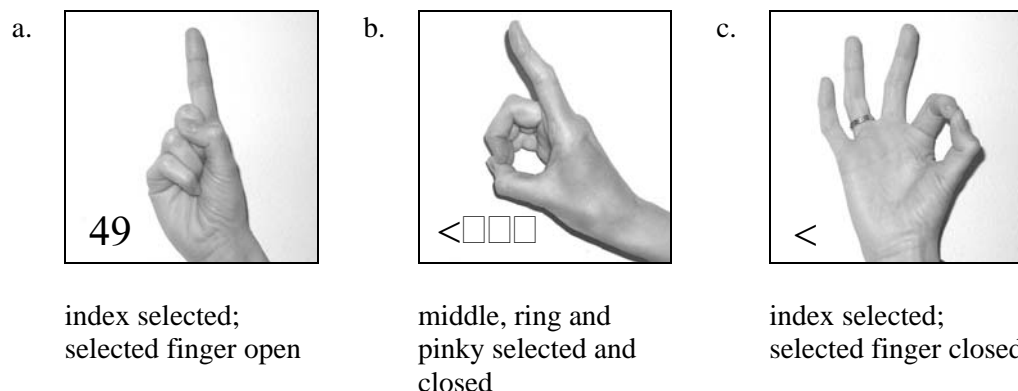 a.
b.
c.
49
<□□□
<
index selected;
selected finger open
middle, ring and
pinky selected and
closed
index selected;
selected finger closed